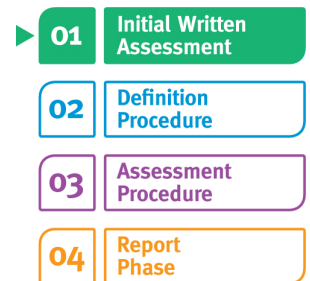 01 Initial Written
Assessment
02 Definition
Procedure
03 Assessment
Procedure
04 Report
Phase